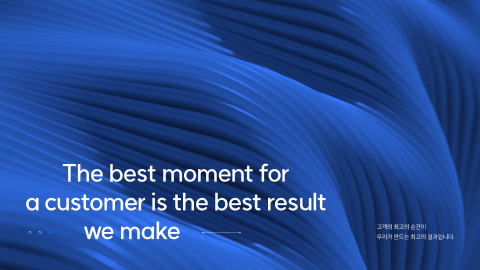 The best moment for
a customer is the best result
we make
고객의 최고의 순간이
우리가 만드는 최고의 결과입니다